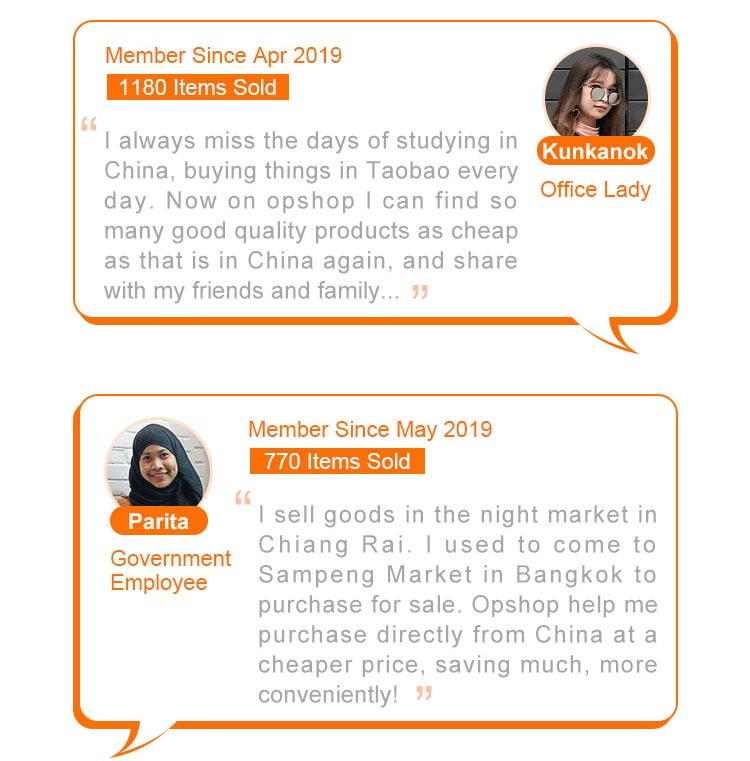 Member Since Apr 2019
1180 Items Sold
Kunkanok
Office Lady
“ I always miss the days of studying in
China, buying things in Taobao every
day. Now on opshop I can find so
many good quality products as cheap
as that is in China again, and share
with my friends and family... ”
Member Since May 2019
770 Items Sold
Parita
Government
Employee
“ I sell goods in the night market in
Chiang Rai. I used to come to
Sampeng Market in Bangkok to
purchase for sale. Opshop help me
purchase directly from China at a
cheaper price, saving much, more
conveniently! ”